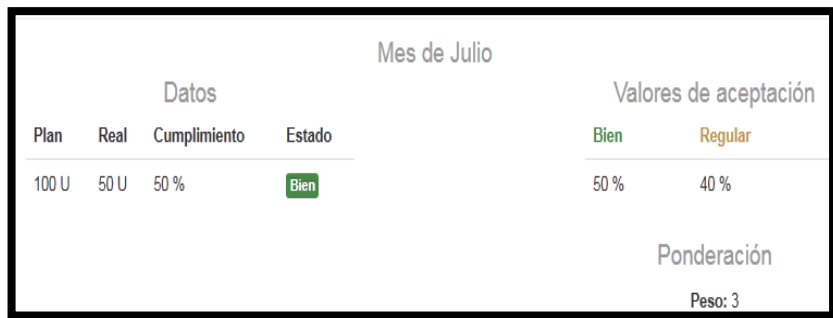 Mes de Julio
Datos
Plan Real Cumplimiento Estado
100 U 50 U 50 % Bien
Valores de aceptación
Bien Regular
50 % 40 %
Ponderación
Peso: 3